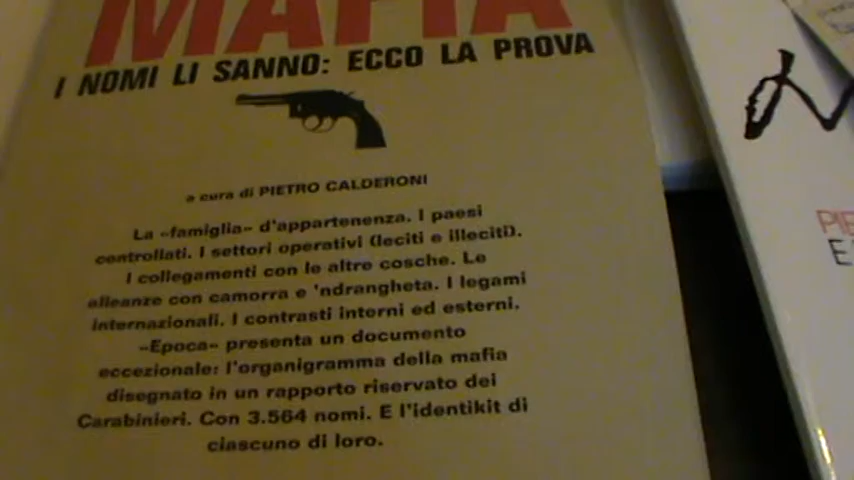 MAFIA
I NOMI LI SANNO: ECCO LA PROVA
a cura di PIETRO CALDERONI
La «famiglia» d'appartenenza. I paesi
controllati. I settori operativi (leciti e illeciti).
I collegamenti con le altre cosche. Le
alleanze con camorra e 'ndrangheta. I legami
internazionali. I contrasti interni ed esterni.
«Epoca» presenta un documento
eccezionale: l'organigramma della mafia
disegnato in un rapporto riservato dei
Carabinieri. Con 3.564 nomi. E l'identikit di
ciascuno di loro.